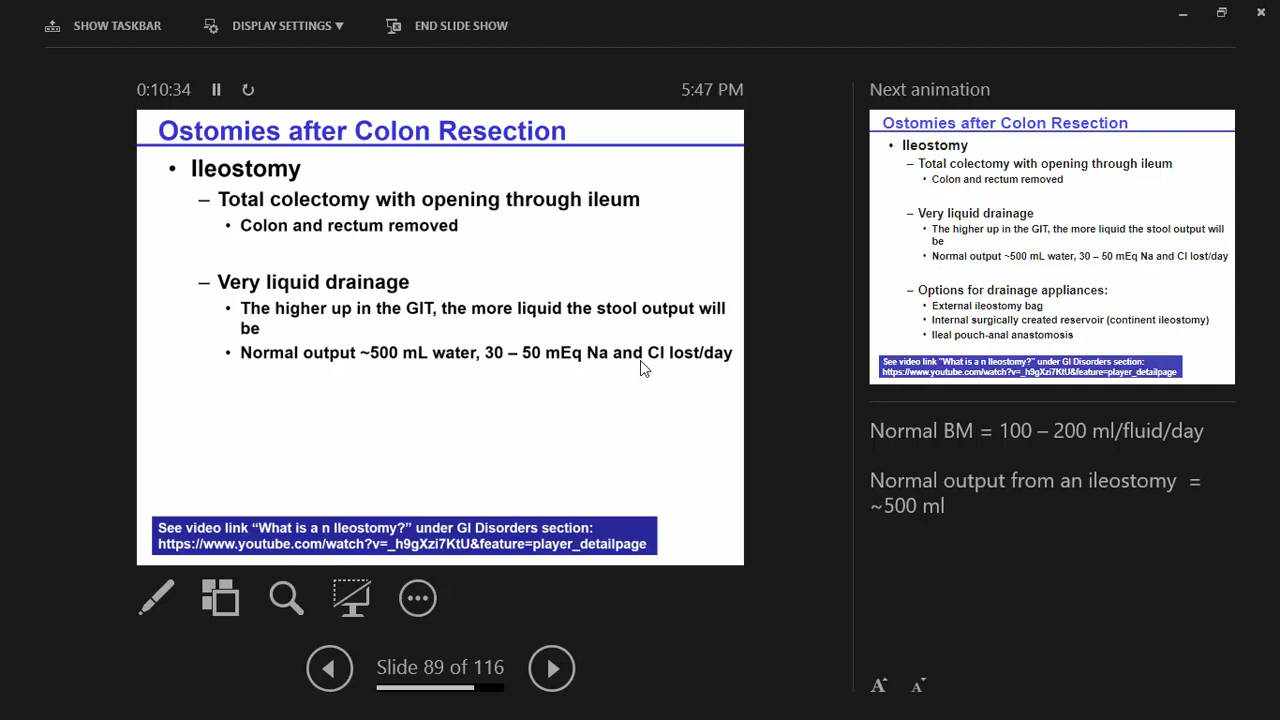 SHOW TASKBAR
DISPLAY SETTINGS ▼
END SLIDE SHOW
0:10:34
5:47 PM
Ostomies after Colon Resection
• Ileostomy
– Total colectomy with opening through ileum
• Colon and rectum removed
– Very liquid drainage
• The higher up in the GIT, the more liquid the stool output will
be
• Normal output ~500 mL water, 30 – 50 mEq Na and Cl lost/day
See video link “What is a n Ileostomy?” under GI Disorders section:
https://www.youtube.com/watch?v=_h9gXzi7KtU&feature=player_detailpage
Slide 89 of 116
Next animation
Ostomies after Colon Resection
• Ileostomy
– Total colectomy with opening through ileum
• Colon and rectum removed
– Very liquid drainage
• The higher up in the GIT, the more liquid the stool output will
be
• Normal output ~500 mL water, 30 – 50 mEq Na and Cl lost/day
– Options for drainage appliances:
• External ileostomy bag
• Internal surgically created reservoir (continent ileostomy)
• Ileal pouch-anal anastomosis
See video link "What is a n Ileostomy?" under GI Disorders section:
https://www.youtube.com/watch?v=_h9gXzi7KtU&feature=player_detailpage
Normal BM = 100 – 200 ml/fluid/day
Normal output from an ileostomy =
~500 ml
A A